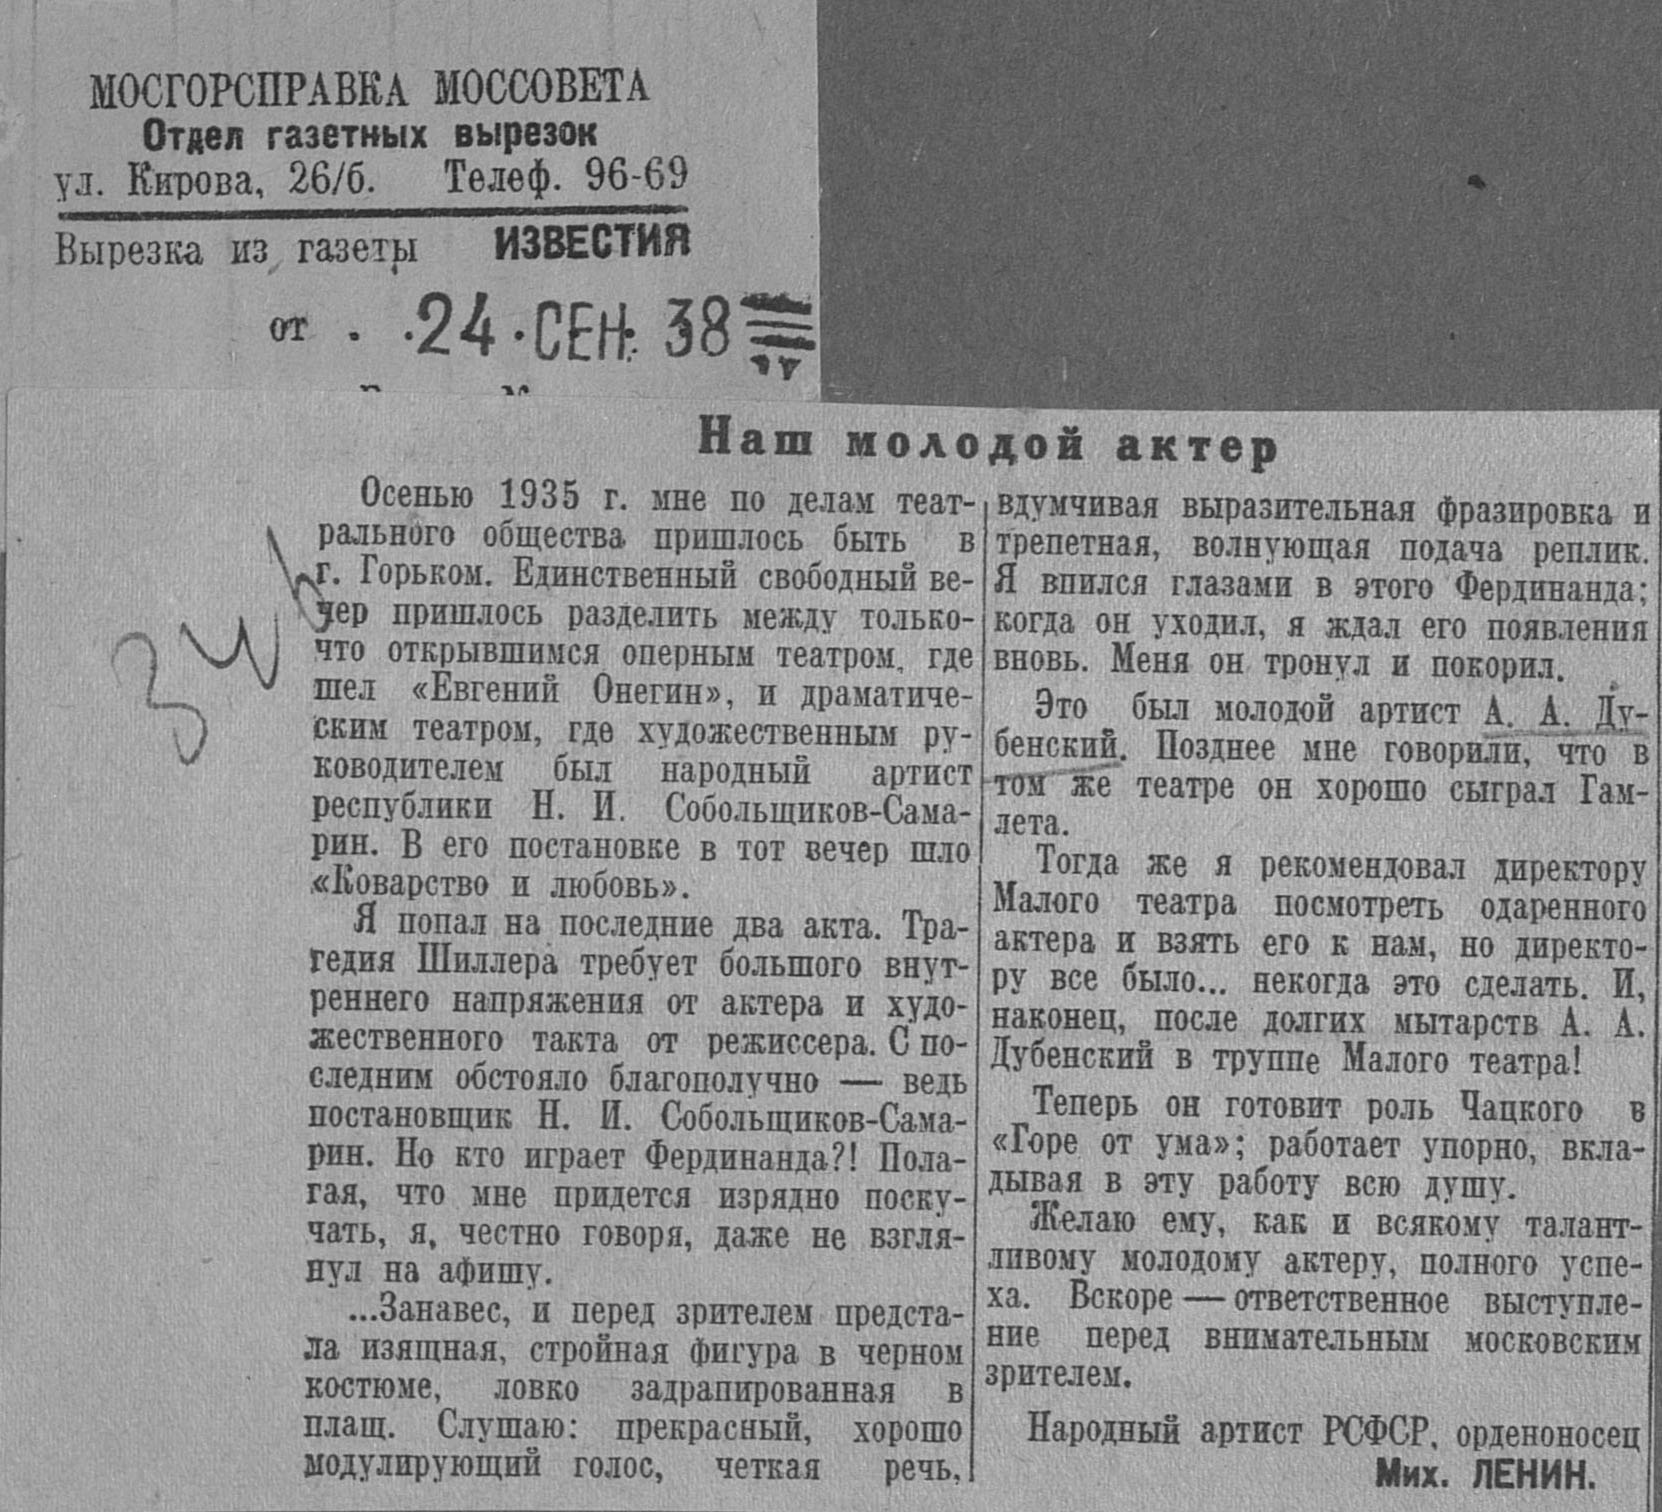 МОСГОРСПРАВКА МОССОВЕТА
Отдел газетных вырезок
ул. Кирова, 26/б. Телеф. 96-69
Вырезка из газеты ИЗВЕСТИЯ
от . .24.СЕН. 38
Наш молодой актер
Осенью 1935 г. мне по делам теат-
рального общества пришлось быть в
г. Горьком. Единственный свободный ве-
чер пришлось разделить между только-
что открывшимся оперным театром, где
шел «Евгений Онегин», и драматиче-
ским театром, где художественным ру-
ководителем был народный артист
республики Н. И. Собольщиков-Сама-
рин. В его постановке в тот вечер шло
«Коварство и любовь».
Я попал на последние два акта. Тра-
гедия Шиллера требует большого внут-
реннего напряжения от актера и худо-
жественного такта от режиссера. С по-
следним обстояло благополучно — ведь
постановщик Н. И. Собольщиков-Сама-
рин. Но кто играет Фердинанда?! Пола-
гая, что мне придется изрядно поску-
чать, я, честно говоря, даже не взгля-
нул на афишу.
...Занавес, и перед зрителем предста-
ла изящная, стройная фигура в черном
костюме, ловко задрапированная в
плащ. Слушаю: прекрасный, хорошо
модулирующий голос, четкая речь,
вдумчивая выразительная фразировка и
трепетная, волнующая подача реплик.
Я впился глазами в этого Фердинанда;
когда он уходил, я ждал его появления
вновь. Меня он тронул и покорил.
Это был молодой артист А. А. Ду-
бенский. Позднее мне говорили, что в
том же театре он хорошо сыграл Гам-
лета.
Тогда же я рекомендовал директору
Малого театра посмотреть одаренного
актера и взять его к нам, но директо-
ру все было... некогда это сделать. И,
наконец, после долгих мытарств А. А.
Дубенский в труппе Малого театра!
Теперь он готовит роль Чацкого в
«Горе от ума»; работает упорно, вкла-
дывая в эту работу всю душу.
Желаю ему, как и всякому талант-
ливому молодому актеру, полного успе-
ха. Вскоре — ответственное выступле-
ние перед внимательным московским
зрителем.
Народный артист РСФСР, орденоносец
Мих. ЛЕНИН.